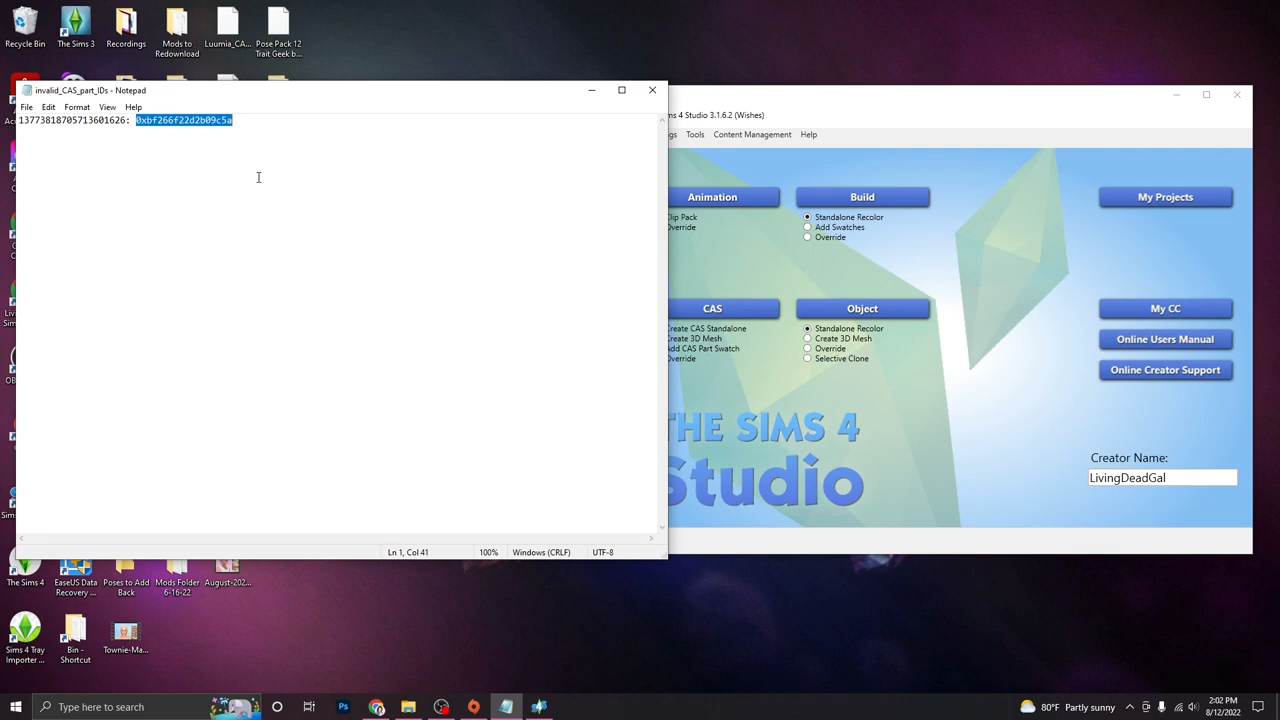 Recycle Bin
The Sims 3
Recordings
Mods to
Redownload
Luumia_CA...
Pose Pack 12
Trait Geek b...
invalid_CAS_part_IDs - Notepad
File Edit Format View Help
13773818705713601626: 0xbf266f22d2b09c5a
Ln 1, Col 41
100%
Windows (CRLF)
UTF-8
ms 4 Studio 3.1.6.2 (Wishes)
gs Tools Content Management Help
Animation
Clip Pack
Override
Build
Standalone Recolor
Add Swatches
Override
My Projects
CAS
Create CAS Standalone
Create 3D Mesh
Add CAS Part Swatch
Override
Object
Standalone Recolor
Create 3D Mesh
Override
Selective Clone
My CC
Online Users Manual
Online Creator Support
THE SIMS 4
Studio
Creator Name:
LivingDeadGal
The Sims 4
EaseUS Data
Recovery ...
Poses to Add
Back
Mods Folder
6-16-22
August-202...
Sims 4 Tray
Importer ...
Bin -
Shortcut
Townie-Ma...
Type here to search
Ps
80°F Partly sunny
2:02 PM
8/12/2022